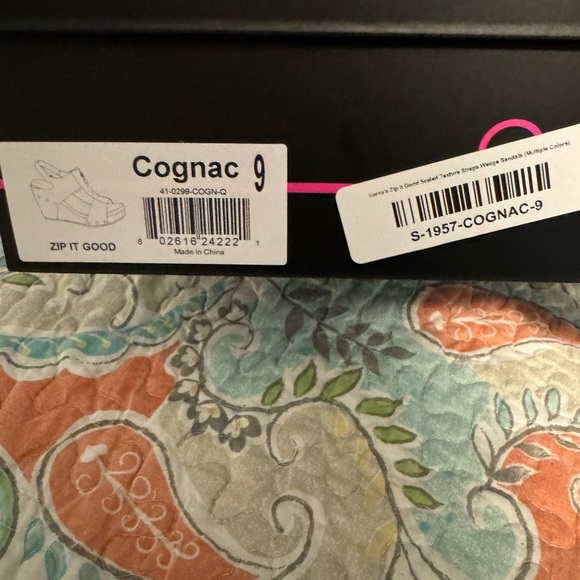 Cognac 9
41-0299-COGN-Q
ZIP IT GOOD
8 02616 24222 1
Made in China
Zip It Good Scaled Texture Straps Wedge Sandals (Multiple Colors)
S-1957-COGNAC-9